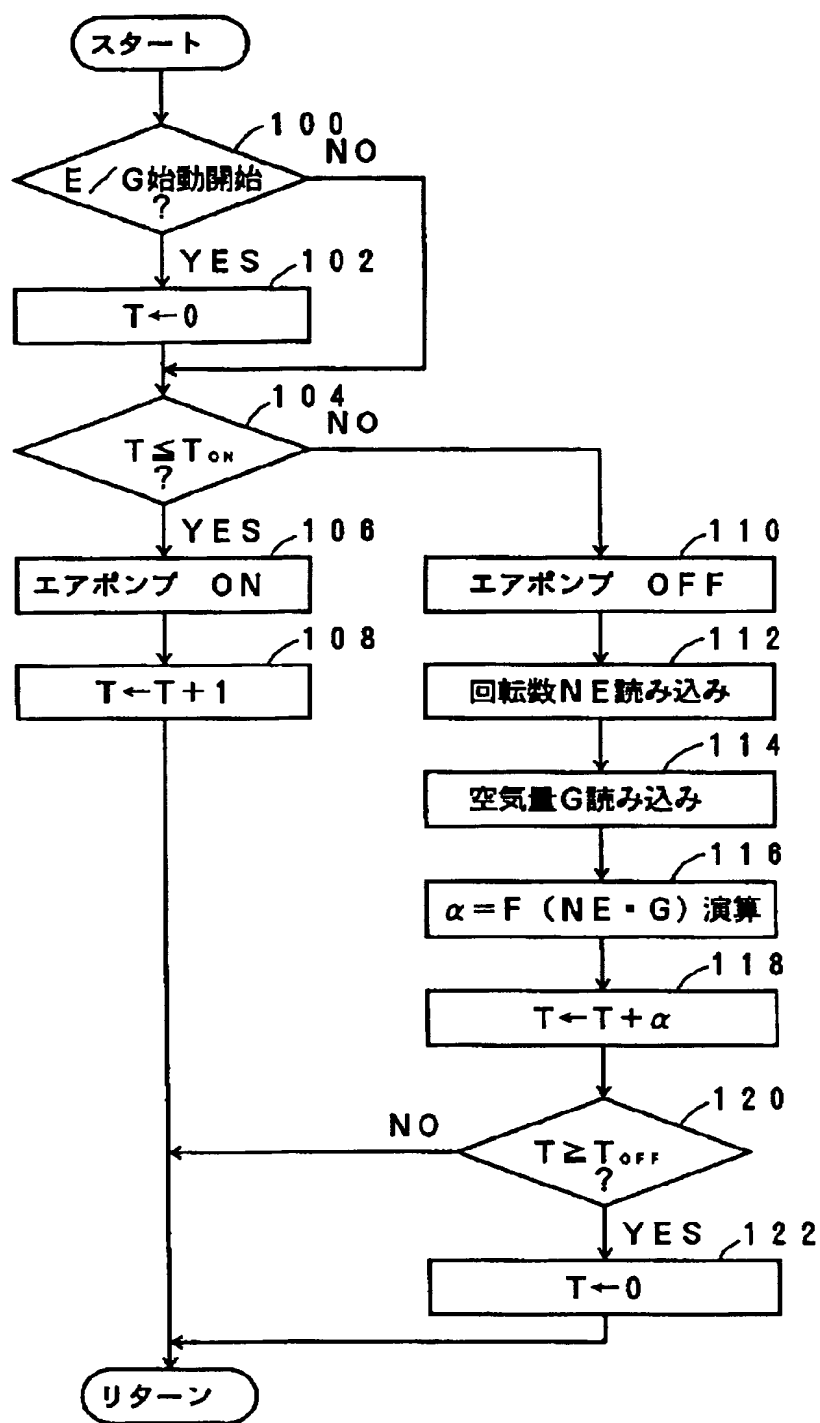 スタート
100
E/G始動開始
?
NO
YES
102
T←0
104
T≦TON
?
NO
YES
106
エアポンプ ON
108
T←T+1
110
エアポンプ OFF
112
回転数NE読み込み
114
空気量G読み込み
116
α=F(NE・G)演算
118
T←T+α
120
T≧TOFF
?
NO
YES
122
T←0
リターン